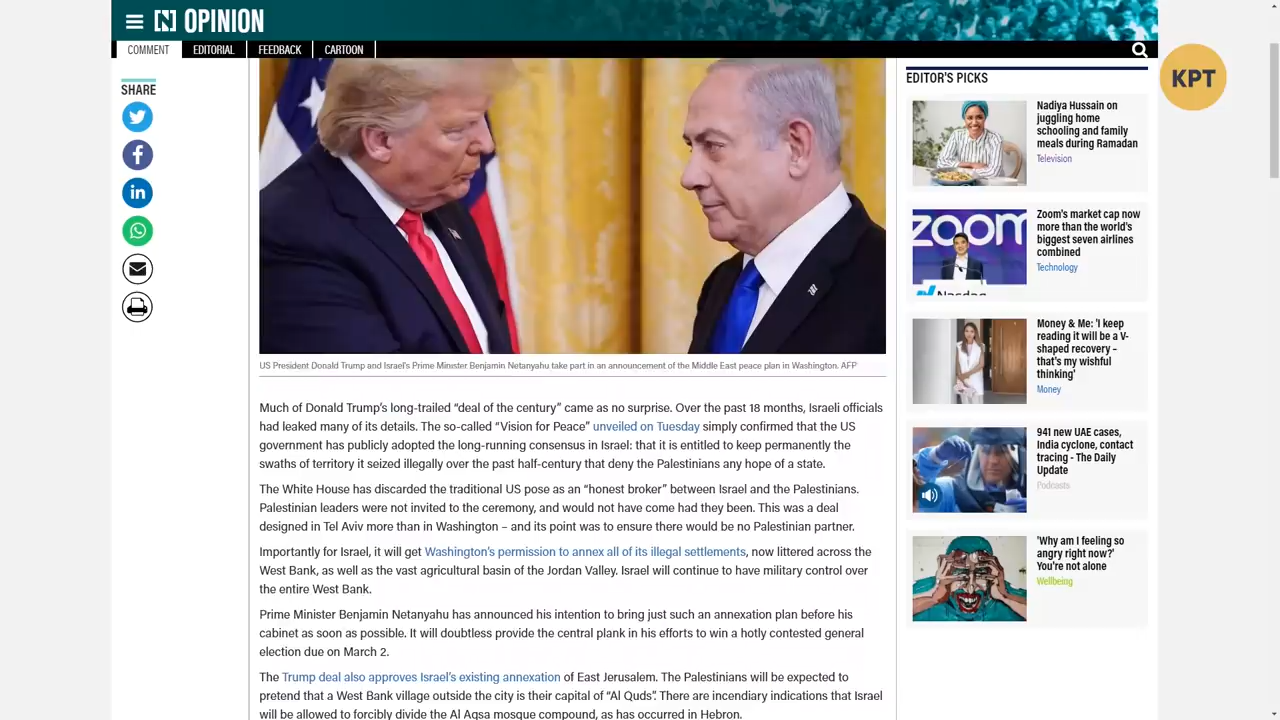 OPINION
COMMENT
EDITORIAL
FEEDBACK
CARTOON
SHARE
US President Donald Trump and Israel's Prime Minister Benjamin Netanyahu take part in an announcement of the Middle East peace plan in Washington. AFP
Much of Donald Trump's long-trailed “deal of the century” came as no surprise. Over the past 18 months, Israeli officials
had leaked many of its details. The so-called “Vision for Peace” unveiled on Tuesday simply confirmed that the US
government has publicly adopted the long-running consensus in Israel: that it is entitled to keep permanently the
swaths of territory it seized illegally over the past half-century that deny the Palestinians any hope of a state.
The White House has discarded the traditional US pose as an “honest broker” between Israel and the Palestinians.
Palestinian leaders were not invited to the ceremony, and would not have come had they been. This was a deal
designed in Tel Aviv more than in Washington – and its point was to ensure there would be no Palestinian partner.
Importantly for Israel, it will get Washington's permission to annex all of its illegal settlements, now littered across the
West Bank, as well as the vast agricultural basin of the Jordan Valley. Israel will continue to have military control over
the entire West Bank.
Prime Minister Benjamin Netanyahu has announced his intention to bring just such an annexation plan before his
cabinet as soon as possible. It will doubtless provide the central plank in his efforts to win a hotly contested general
election due on March 2.
The Trump deal also approves Israel's existing annexation of East Jerusalem. The Palestinians will be expected to
pretend that a West Bank village outside the city is their capital of “Al Quds”. There are incendiary indications that Israel
will be allowed to forcibly divide the Al Aqsa mosque compound, as has occurred in Hebron.
EDITOR'S PICKS
Nadiya Hussain on
juggling home
schooling and family
meals during Ramadan
Television
zoom
Nasdaq
Zoom's market cap now
more than the world's
biggest seven airlines
combined
Technology
Money & Me: 'I keep
reading it will be a V-
shaped recovery –
that's my wishful
thinking'
Money
941 new UAE cases,
India cyclone, contact
tracing - The Daily
Update
Podcasts
'Why am I feeling so
angry right now?'
You're not alone
Wellbeing
KPT